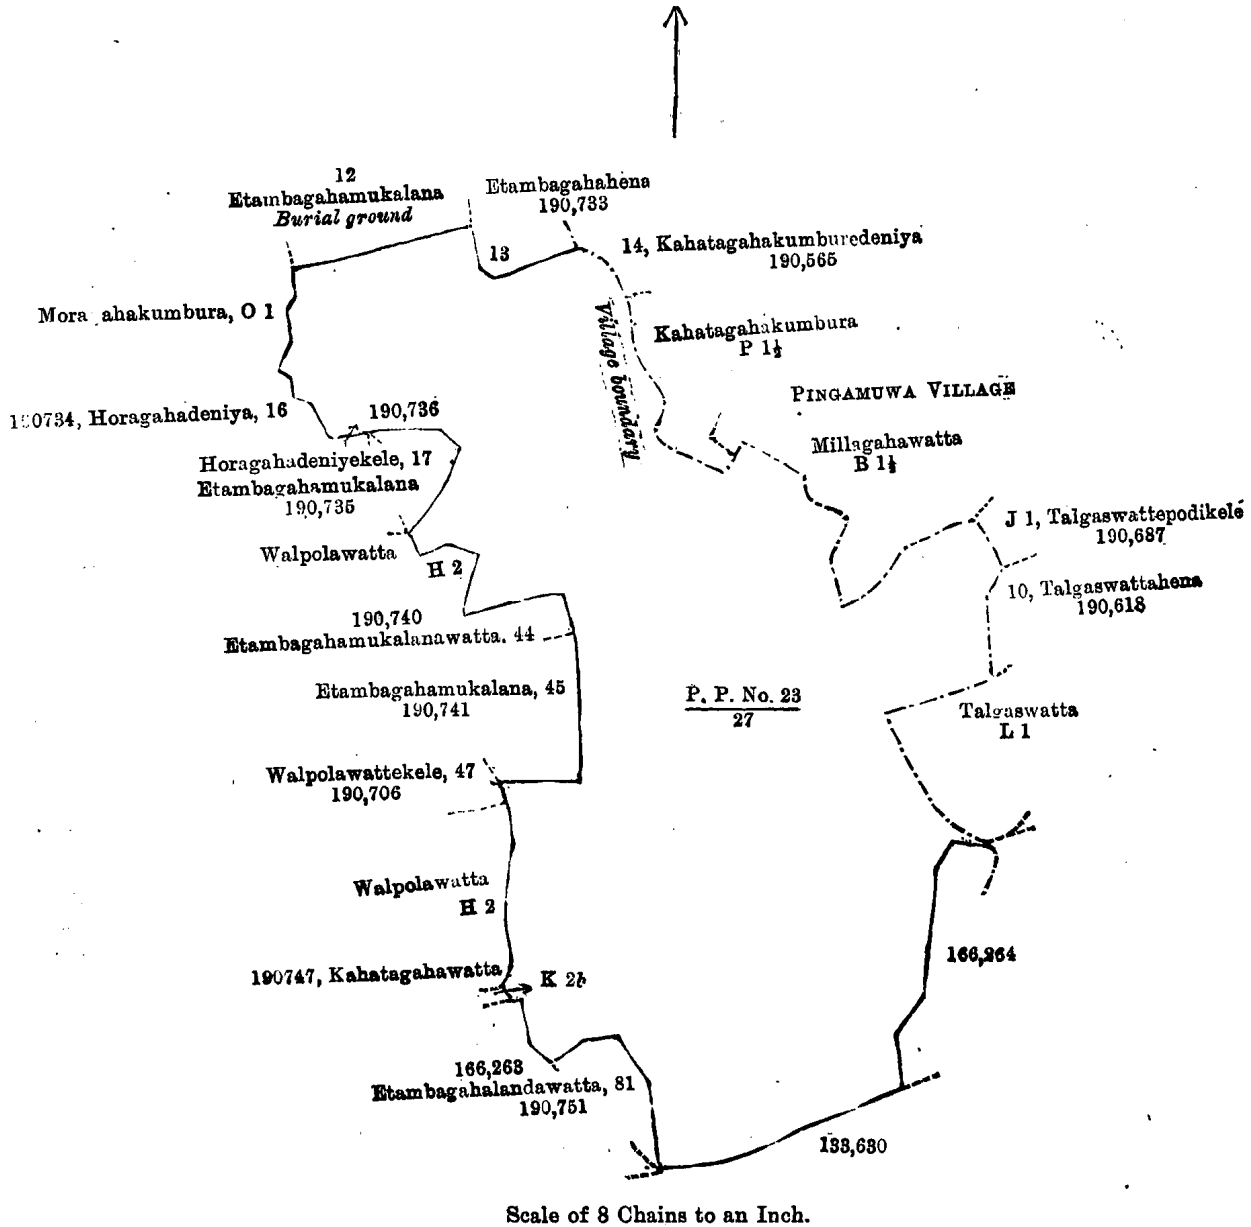 12
Etambagahamukalana
Burial ground
Etambagahahena
190,733
13
14, Kahatagahakumburedeniya
190,565
Mora ahakumbura, O 1
Village boundary
Kahatagahakumbura
P 1½
PINGAMUWA VILLAGE
Horagahadeniya, 16
190,736
Millagahawatta
B 1½
Horagahadeniyekele, 17
Etambagahamukalana
190,735
J 1, Talgaswattepodikele
190,687
Walpolawatta
H 2
10, Talgaswattahena
190,618
190,740
Etambagahamukalanawatta. 44
Etambagahamukalana, 45
190,741
P. P. No. 23
27
Talgaswatta
L 1
Walpolawattekele, 47
190,706
Walpolawatta
H 2
166,264
190747, Kahatagahawatta
K 2b
166,263
Etambagahalandawatta, 81
190,751
133,630
Scale of 8 Chains to an Inch.